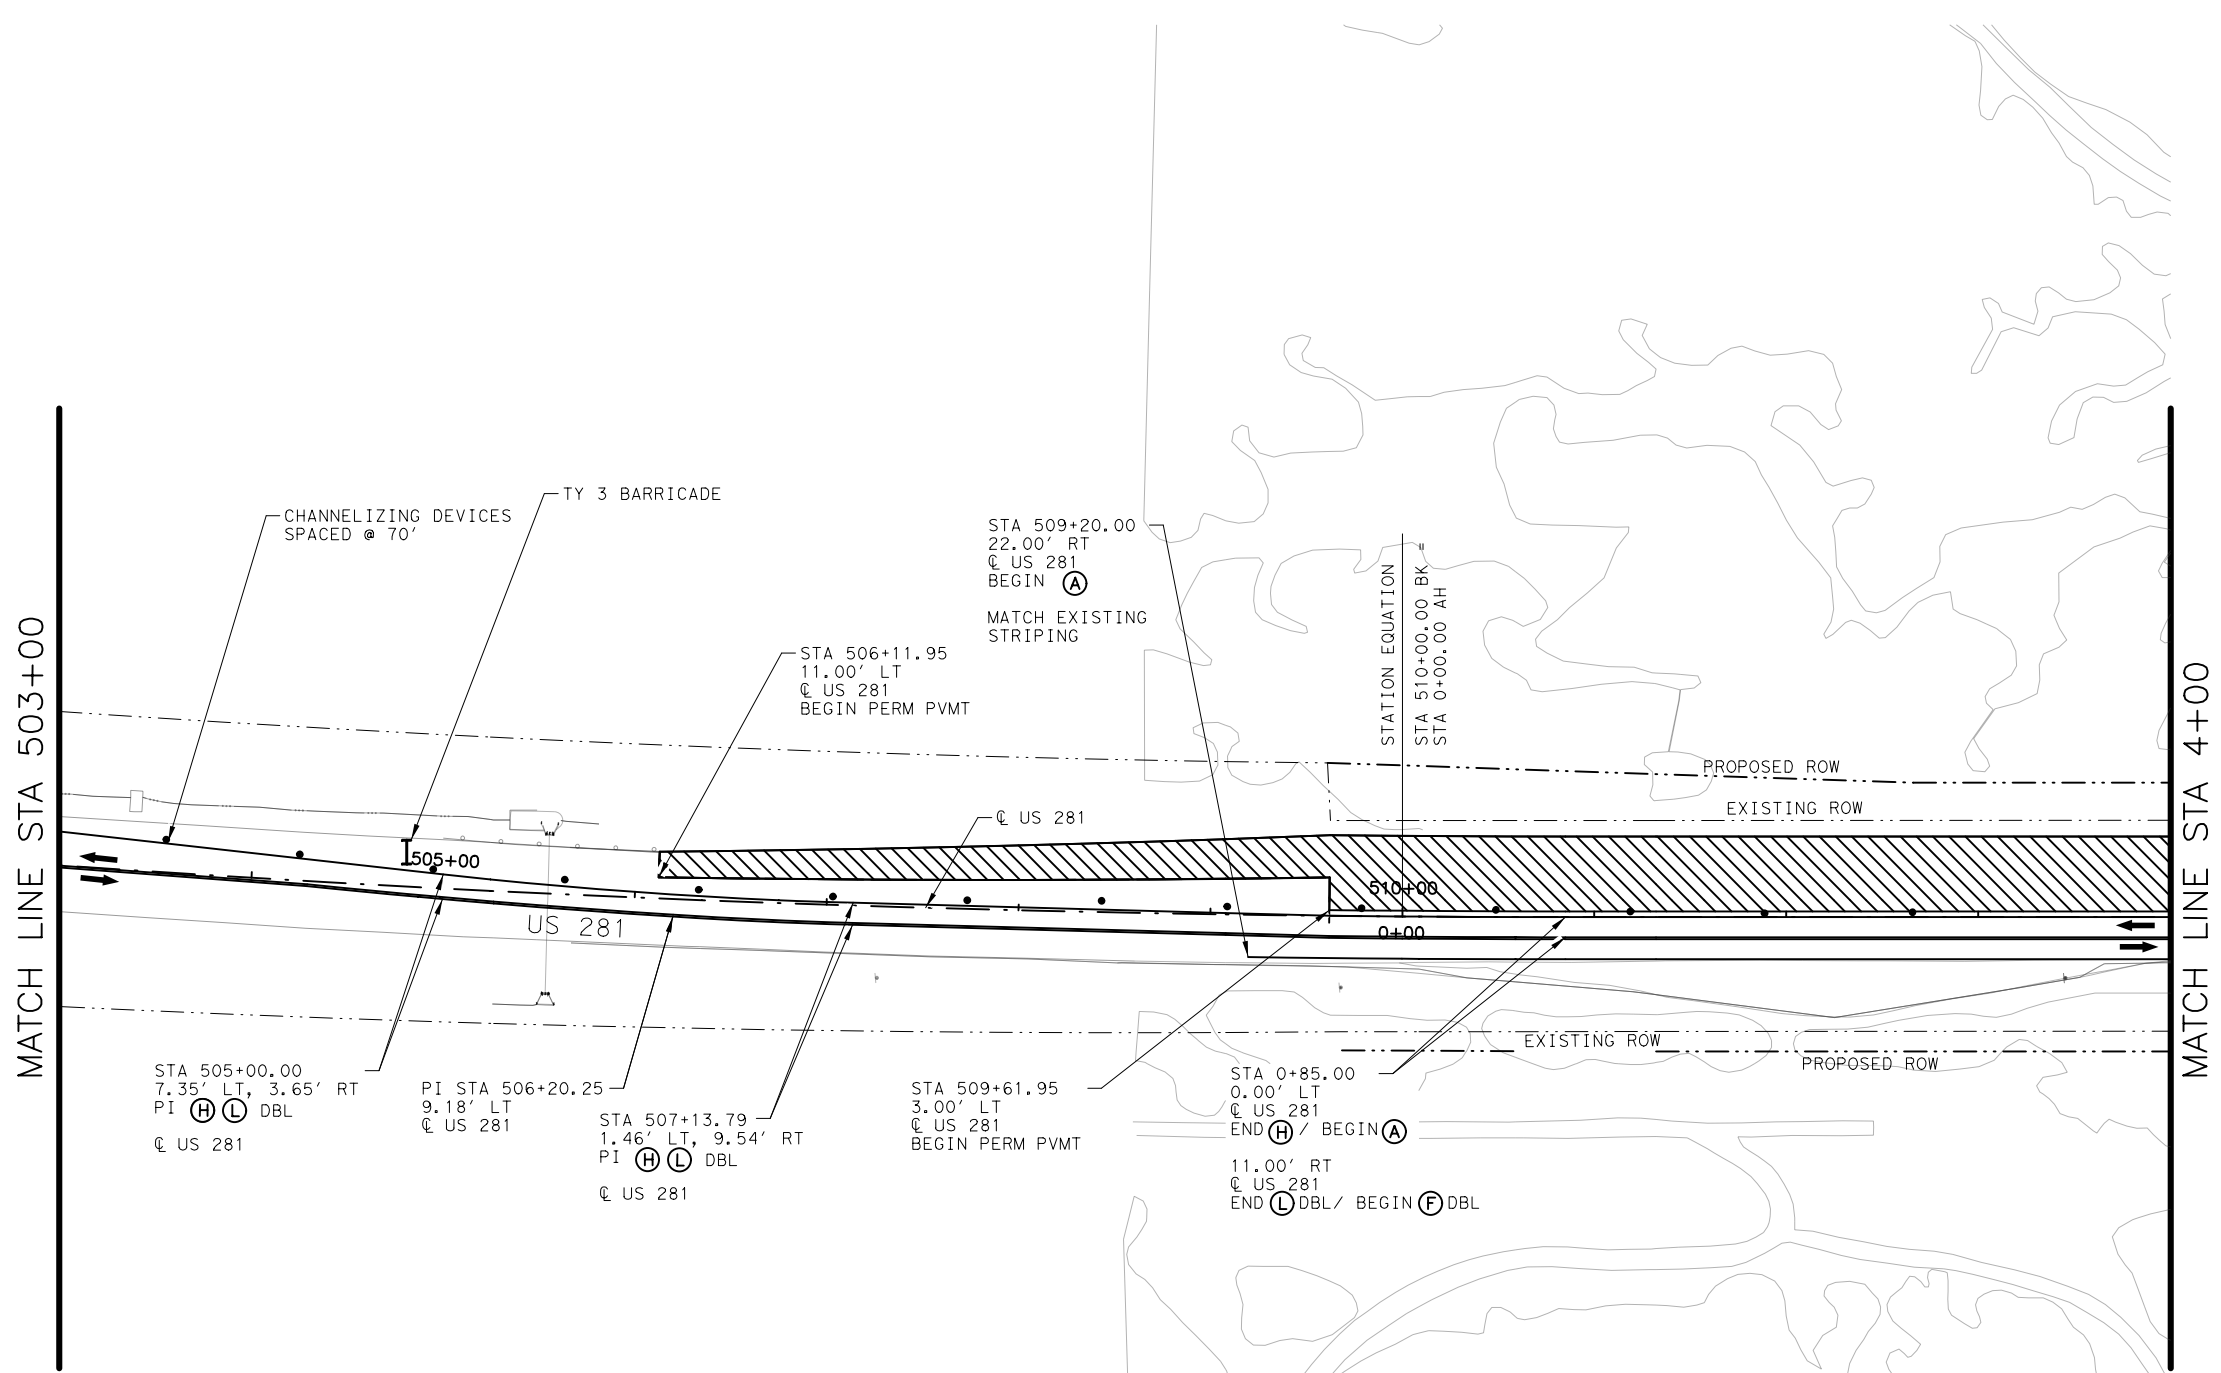 TY 3 BARRICADE
CHANNELIZING DEVICES
SPACED @ 70′
STA 509+20.00
22.00′ RT
℄ US 281
BEGIN Ⓐ
MATCH EXISTING
STRIPING
STATION EQUATION
STA 510+00.00 BK =
STA 0+00.00 AH
STA 506+11.95
11.00′ LT
℄ US 281
BEGIN PERM PVMT
℄ US 281
PROPOSED ROW
EXISTING ROW
MATCH LINE STA 503+00
MATCH LINE STA 4+00
505+00
510+00
0+00
US 281
EXISTING ROW
PROPOSED ROW
STA 505+00.00
7.35′ LT, 3.65′ RT
PI Ⓗ Ⓛ DBL
℄ US 281
PI STA 506+20.25
9.18′ LT
℄ US 281
STA 507+13.79
1.46′ LT, 9.54′ RT
PI Ⓗ Ⓛ DBL
℄ US 281
STA 509+61.95
3.00′ LT
℄ US 281
BEGIN PERM PVMT
STA 0+85.00
0.00′ LT
℄ US 281
END Ⓗ / BEGIN Ⓐ
11.00′ RT
℄ US 281
END Ⓛ DBL/ BEGIN Ⓕ DBL